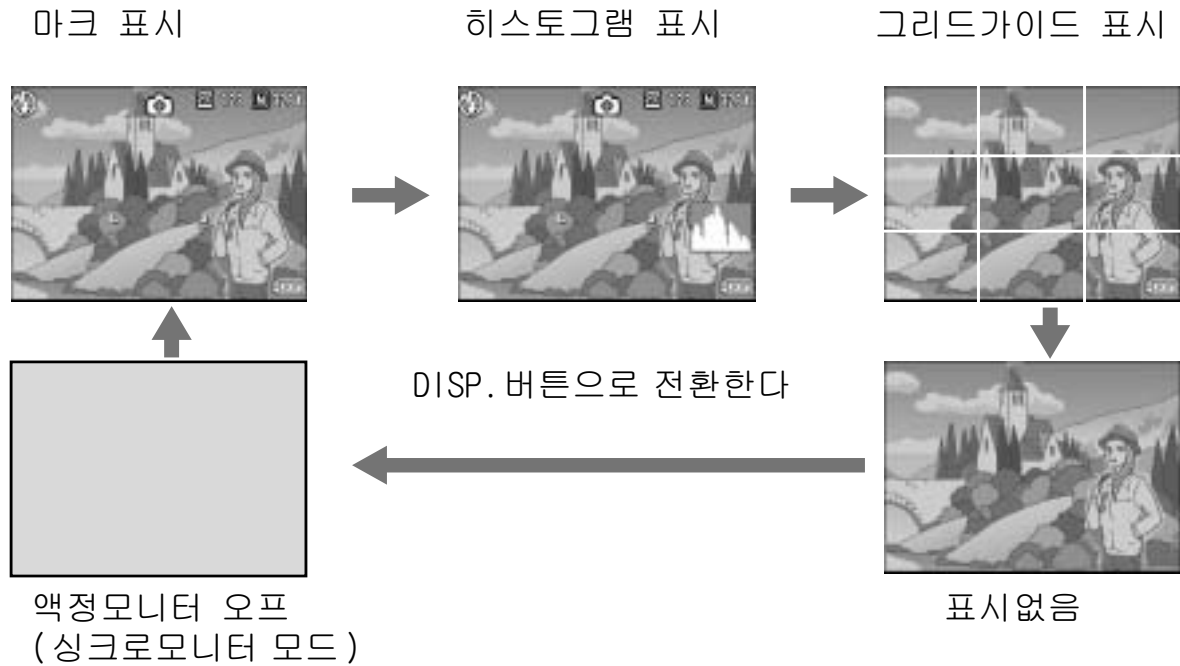 마크 표시
히스토그램 표시
그리드가이드 표시
DISP.버튼으로 전환한다
액정모니터 오프
(싱크로모니터 모드)
표시없음